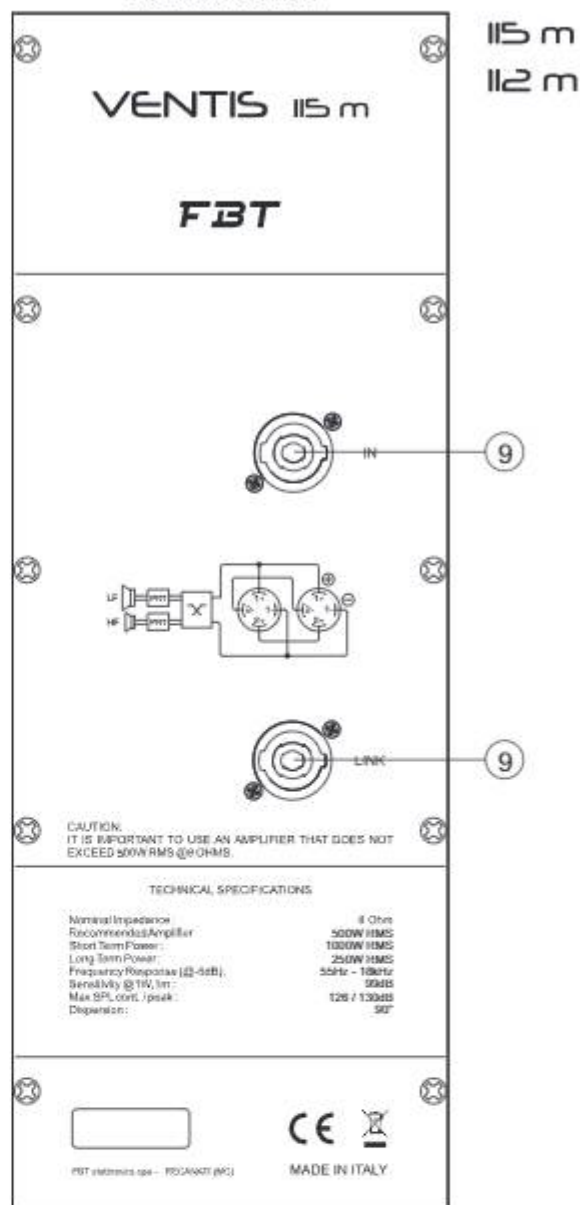 115 m
112 m
VENTIS 115 m
FBT
IN
9
LF PRT
HF PRT
LINK
9
CAUTION:
IT IS IMPORTANT TO USE AN AMPLIFIER THAT DOES NOT
EXCEED 500W RMS @8 OHMS.
TECHNICAL SPECIFICATIONS
Nominal Impedance 8 Ohm
Recommended Amplifier 500W RMS
Short Term Power: 1000W RMS
Long Term Power: 250W RMS
Frequency Response (@-6dB): 55Hz - 18kHz
Sensitivity @ 1W, 1m: 99dB
Max SPL cont. / peak: 126 / 130dB
Dispersion: 90°
FBT elettronica spa - RECANATI (MC)
CE
MADE IN ITALY